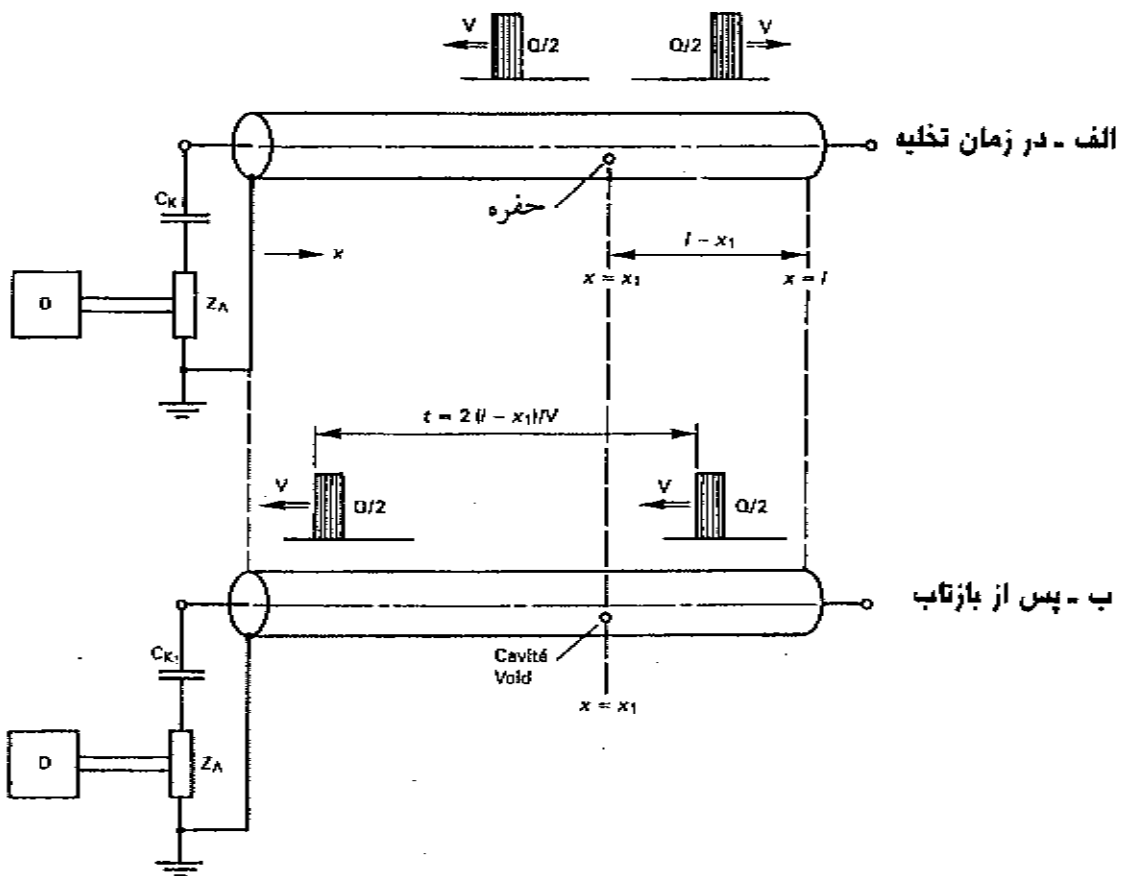 V Q/2 Q/2 V
الف - در زمان تخلیه
حفره
C_K
x
l - x₁
x = x₁ x = l
D
Z_A
t = 2 (l - x₁)/V
V Q/2 V Q/2
ب - پس از بازتاب
Cavité
Void
C_K
x = x₁
D
Z_A